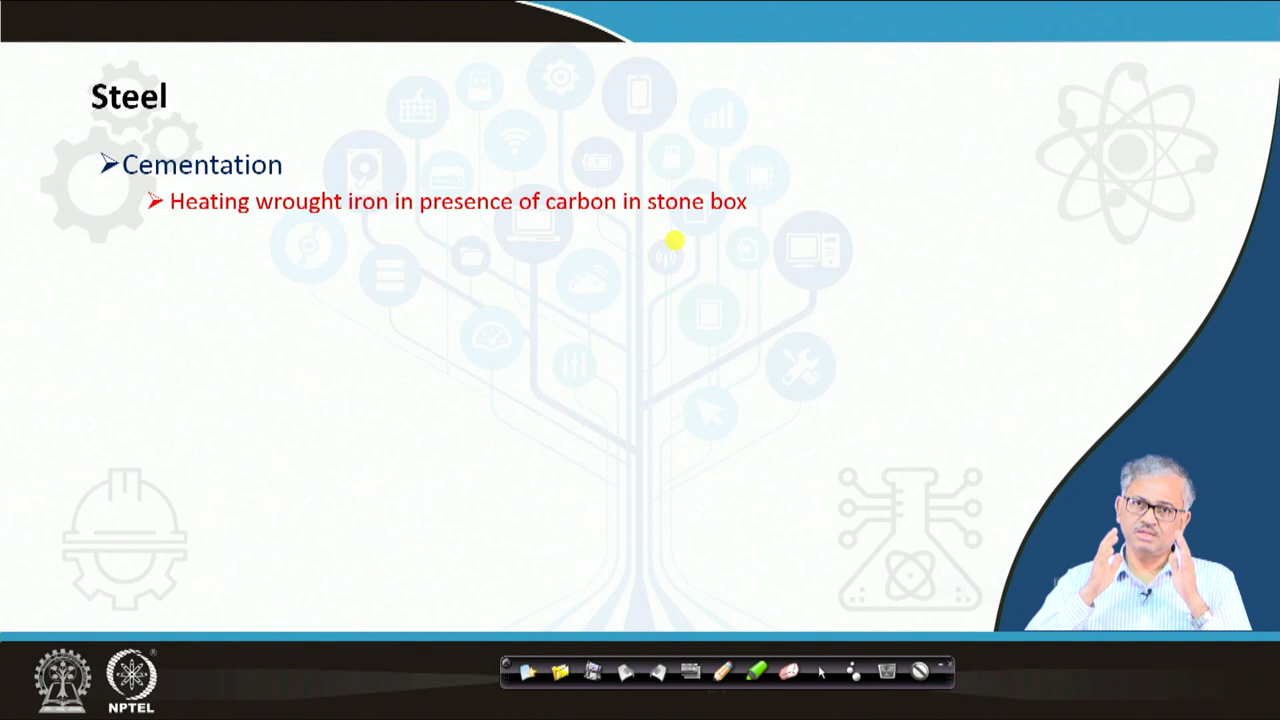 Steel
Cementation
Heating wrought iron in presence of carbon in stone box
NPTEL